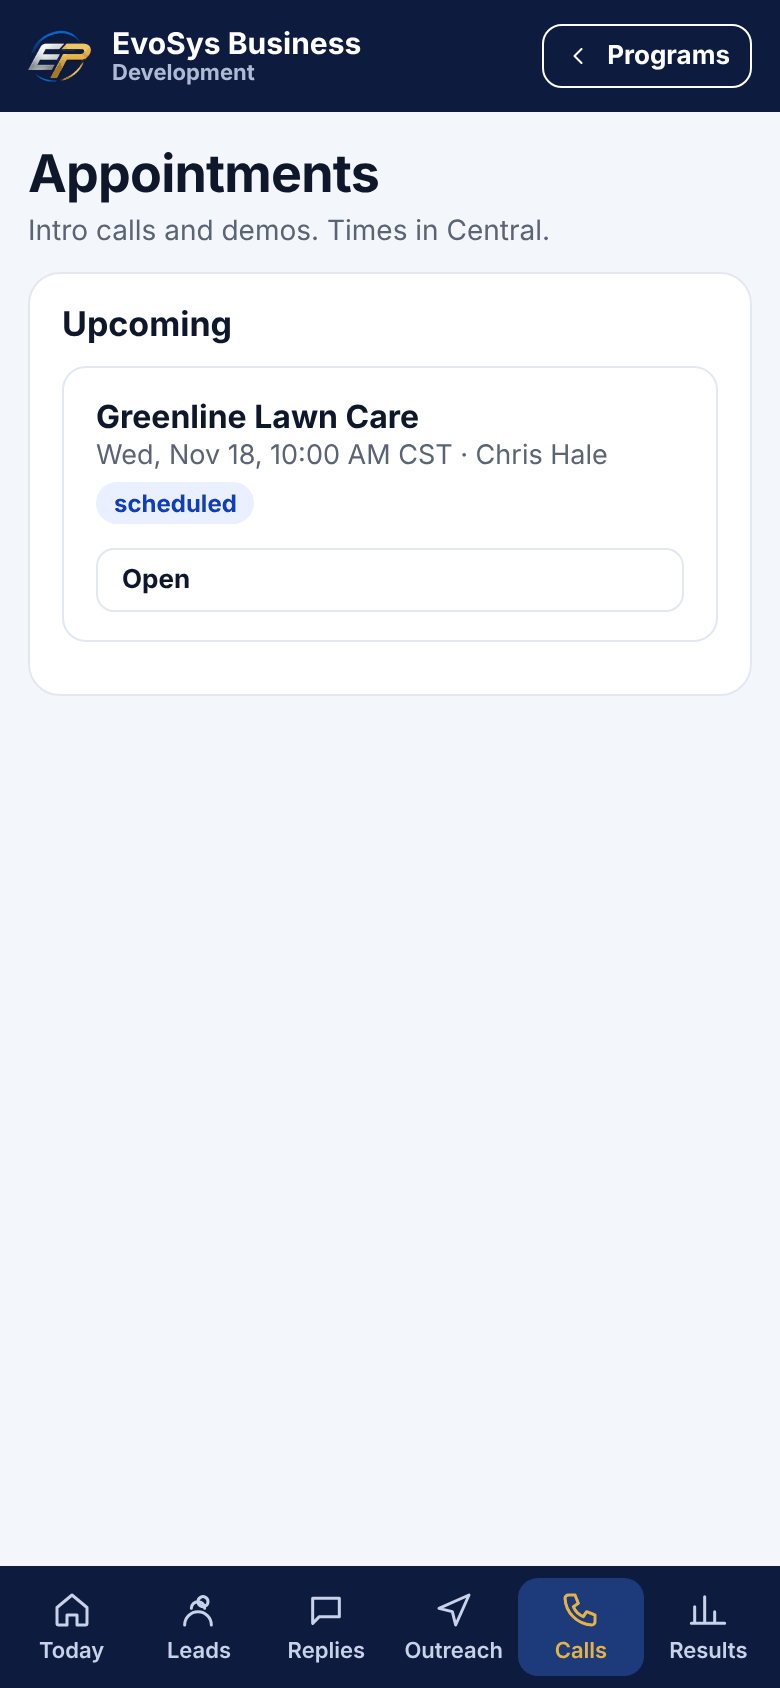 EP
EvoSys Business
Development
Programs
Appointments
Intro calls and demos. Times in Central.
Upcoming
Greenline Lawn Care
Wed, Nov 18, 10:00 AM CST · Chris Hale
scheduled
Open
Today
Leads
Replies
Outreach
Calls
Results